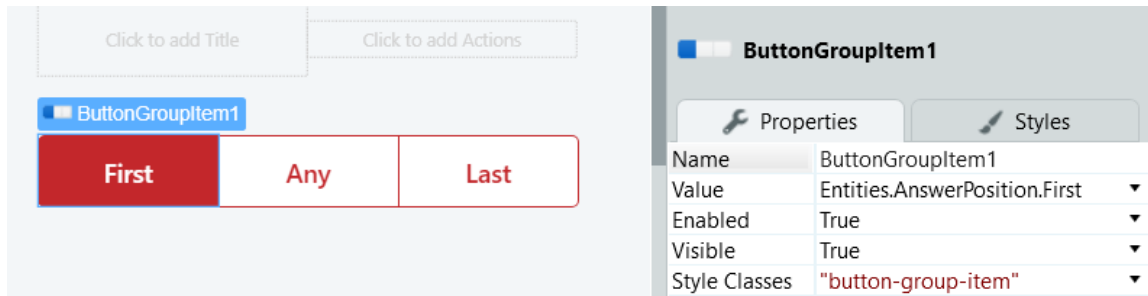 Click to add Title
Click to add Actions
ButtonGroupItem1
First
Any
Last
ButtonGroupItem1
Properties
Styles
Name ButtonGroupItem1
Value Entities.AnswerPosition.First
Enabled True
Visible True
Style Classes "button-group-item"